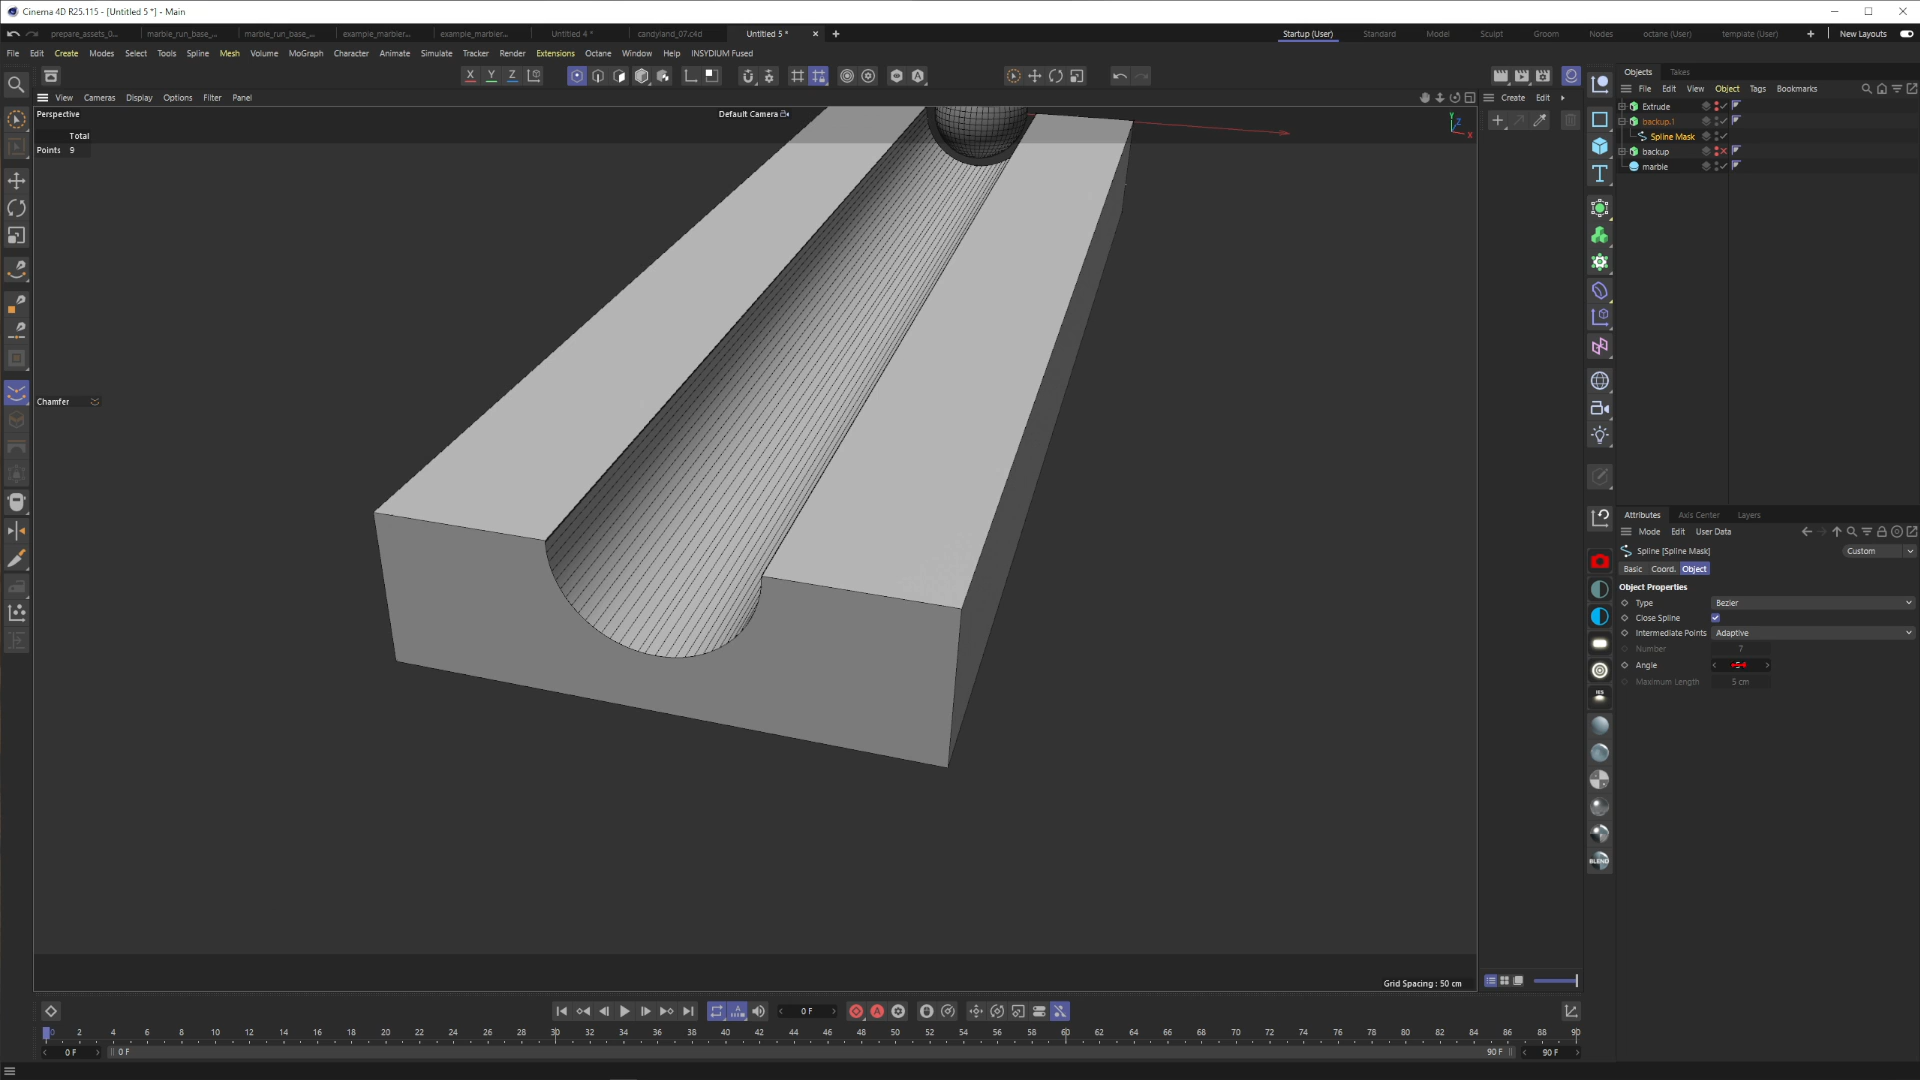 Cinema 4D R25.115 - [Untitled 5 *] - Main
prepare_assets_0...
marble_run_base_...
marble_run_base_...
example_marbler...
example_marbler...
Untitled 4 *
candyland_07.c4d
Untitled 5 *
Startup (User)
Standard
Model
Sculpt
Groom
Nodes
octane (User)
template (User)
New Layouts
File Edit Create Modes Select Tools Spline Mesh Volume MoGraph Character Animate Simulate Tracker Render Extensions Octane Window Help INSYDIUM Fused
X Y Z
View Cameras Display Options Filter Panel
Perspective
Default Camera
Total
Points 9
Chamfer
Grid Spacing : 50 cm
Create Edit
Objects Takes
File Edit View Object Tags Bookmarks
Extrude
backup.1
Spline Mask
backup
marble
Attributes Axis Center Layers
Mode Edit User Data
Spline [Spline Mask]
Custom
Basic Coord. Object
Object Properties
Type Bezier
Close Spline
Intermediate Points Adaptive
Number 7
Angle
Maximum Length 5 cm
BLEND
0 F
0 2 4 6 8 10 12 14 16 18 20 22 24 26 28 30 32 34 36 38 40 42 44 46 48 50 52 54 56 58 60 62 64 66 68 70 72 74 76 78 80 82 84 86 88 90
0 F 0 F 90 F 90 F